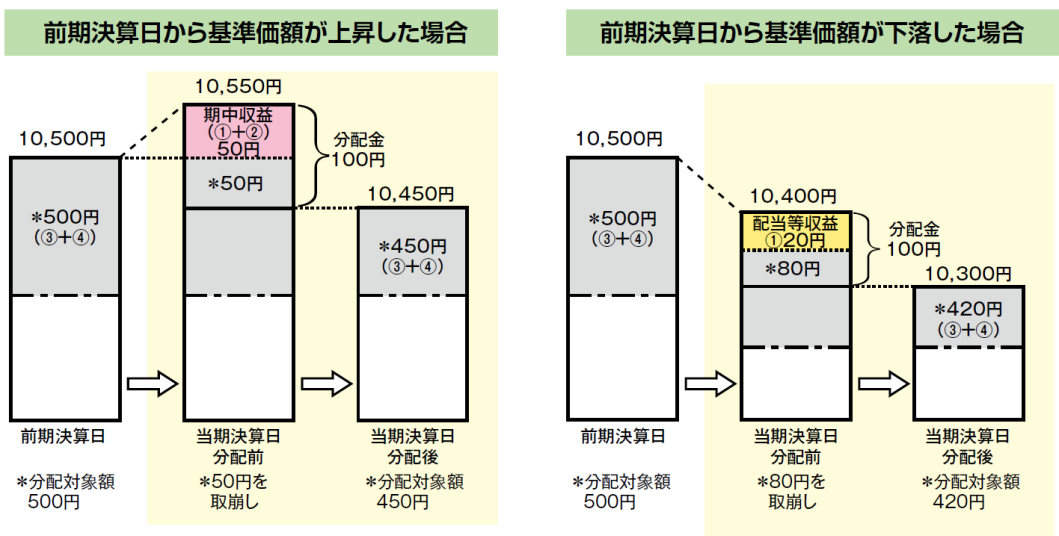 前期決算日から基準価額が上昇した場合
10,550円
期中収益
(①+②)
50円
分配金
100円
10,500円
*50円
10,450円
*500円
(③+④)
*450円
(③+④)
前期決算日
当期決算日
分配前
当期決算日
分配後
*分配対象額
500円
*50円を
取崩し
*分配対象額
450円
前期決算日から基準価額が下落した場合
10,500円
10,400円
*500円
(③+④)
配当等収益
①20円
分配金
100円
*80円
10,300円
*420円
(③+④)
前期決算日
当期決算日
分配前
当期決算日
分配後
*分配対象額
500円
*80円を
取崩し
*分配対象額
420円